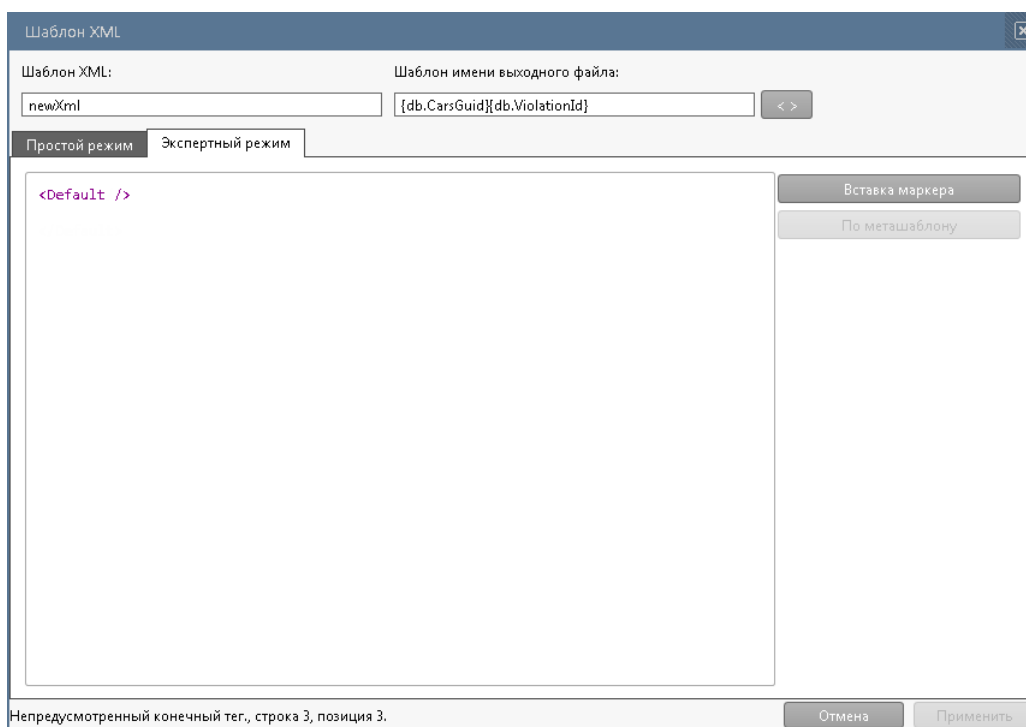 Шаблон XML
Шаблон XML: Шаблон имени выходного файла:
newXml {db.CarsGuid}{db.ViolationId} < >
Простой режим Экспертный режим
<Default /> Вставка маркера
По меташаблону
Непредусмотренный конечный тег., строка 3, позиция 3. Отмена Применить